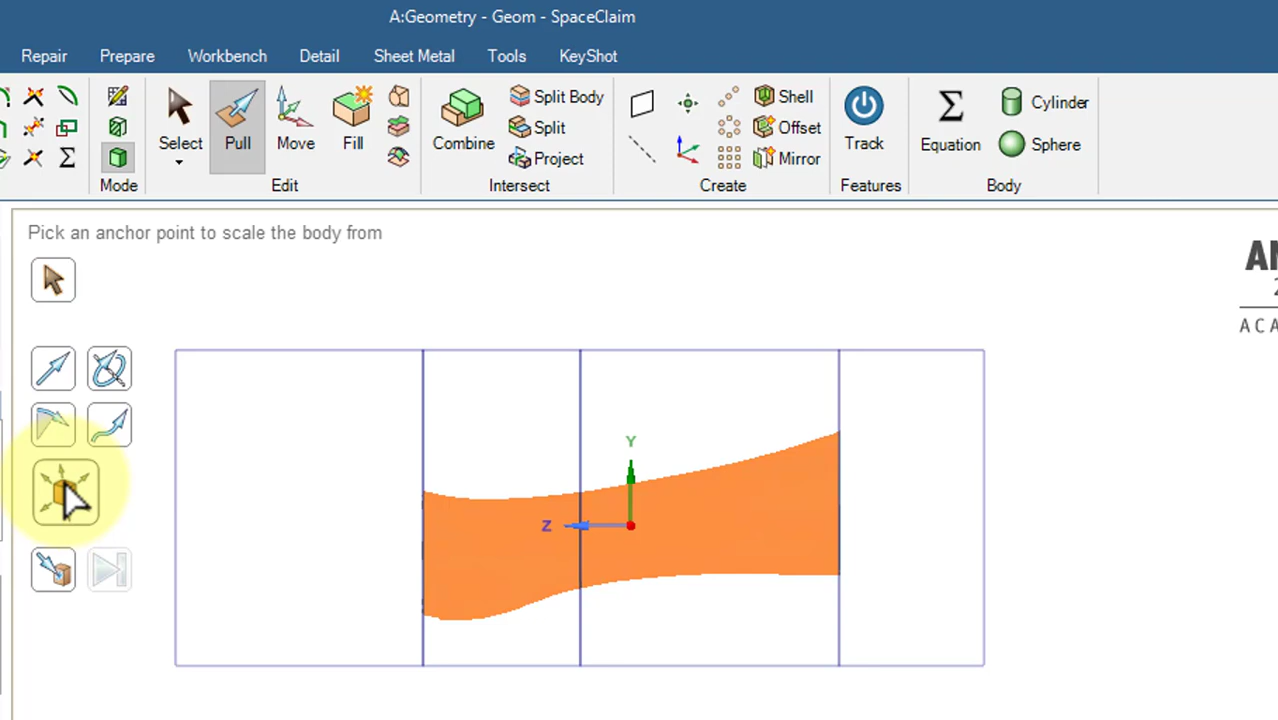 A:Geometry - Geom - SpaceClaim
Repair Prepare Workbench Detail Sheet Metal Tools KeyShot
Split Body Shell Cylinder
Split Offset
Select Pull Move Fill Combine Project Mirror Track Equation Sphere
Mode Edit Intersect Create Features Body
Pick an anchor point to scale the body from
Y
Z